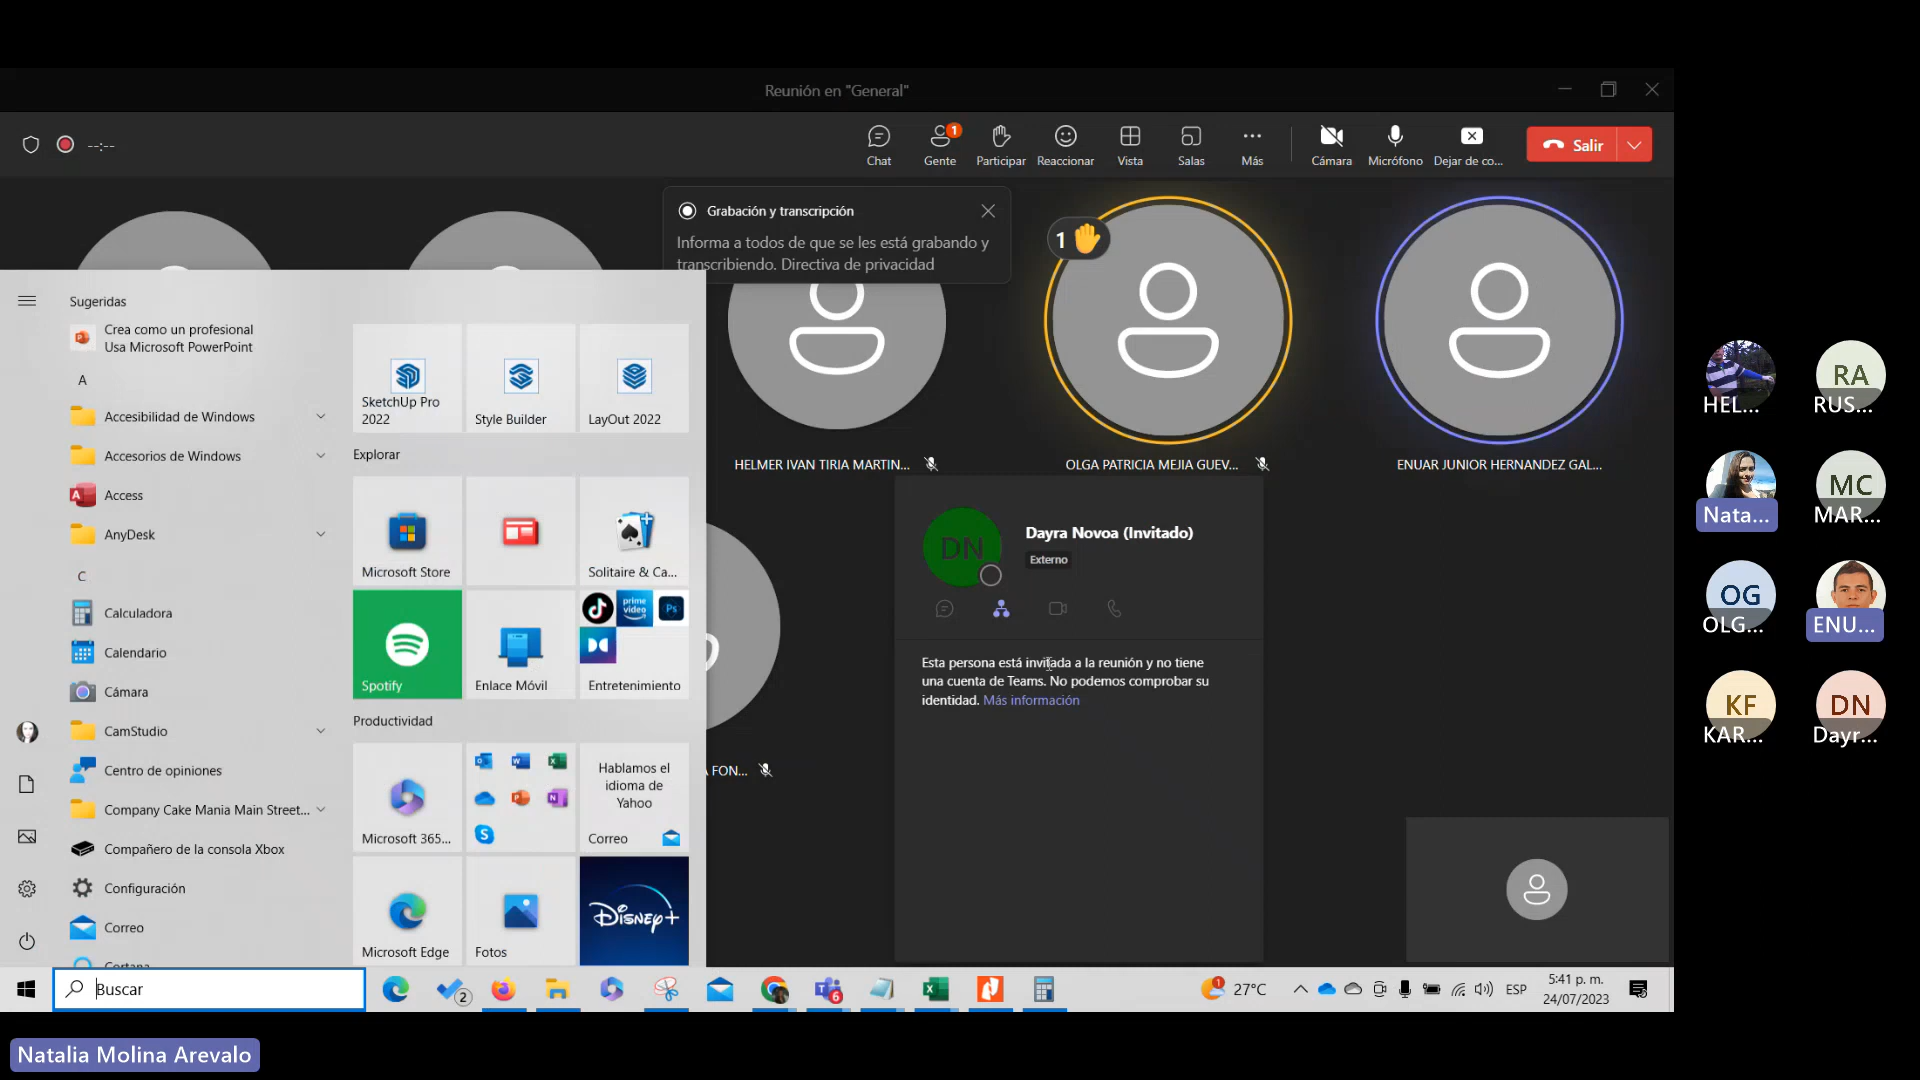 Reunión en "General"
--:--
Chat
Gente
1
Participar
Reaccionar
Vista
Salas
Más
Cámara
Micrófono
Dejar de co...
Salir
Grabación y transcripción
Informa a todos de que se les está grabando y
transcribiendo. Directiva de privacidad
1
HELMER IVAN TIRIA MARTIN...
OLGA PATRICIA MEJIA GUEV...
ENUAR JUNIOR HERNANDEZ GAL...
Sugeridas
Crea como un profesional
Usa Microsoft PowerPoint
A
Accesibilidad de Windows
Accesorios de Windows
Access
AnyDesk
C
Calculadora
Calendario
Cámara
CamStudio
Centro de opiniones
Company Cake Mania Main Street...
Compañero de la consola Xbox
Configuración
Correo
Cortana
SketchUp Pro
2022
Style Builder
LayOut 2022
Explorar
Microsoft Store
Solitaire & Ca...
Spotify
Enlace Móvil
prime video
Ps
Entretenimiento
Productividad
Microsoft 365...
Hablamos el
idioma de
Yahoo
Correo
Microsoft Edge
Fotos
Disney+
A FON...
DN
Dayra Novoa (Invitado)
Externo
Esta persona está invitada a la reunión y no tiene
una cuenta de Teams. No podemos comprobar su
identidad. Más información
HEL...
RA
RUS...
Nata...
MC
MAR...
OG
OLG...
ENU...
KF
KAR...
DN
Dayr...
Buscar
2
6
1
27°C
ESP
5:41 p. m.
24/07/2023
Natalia Molina Arevalo